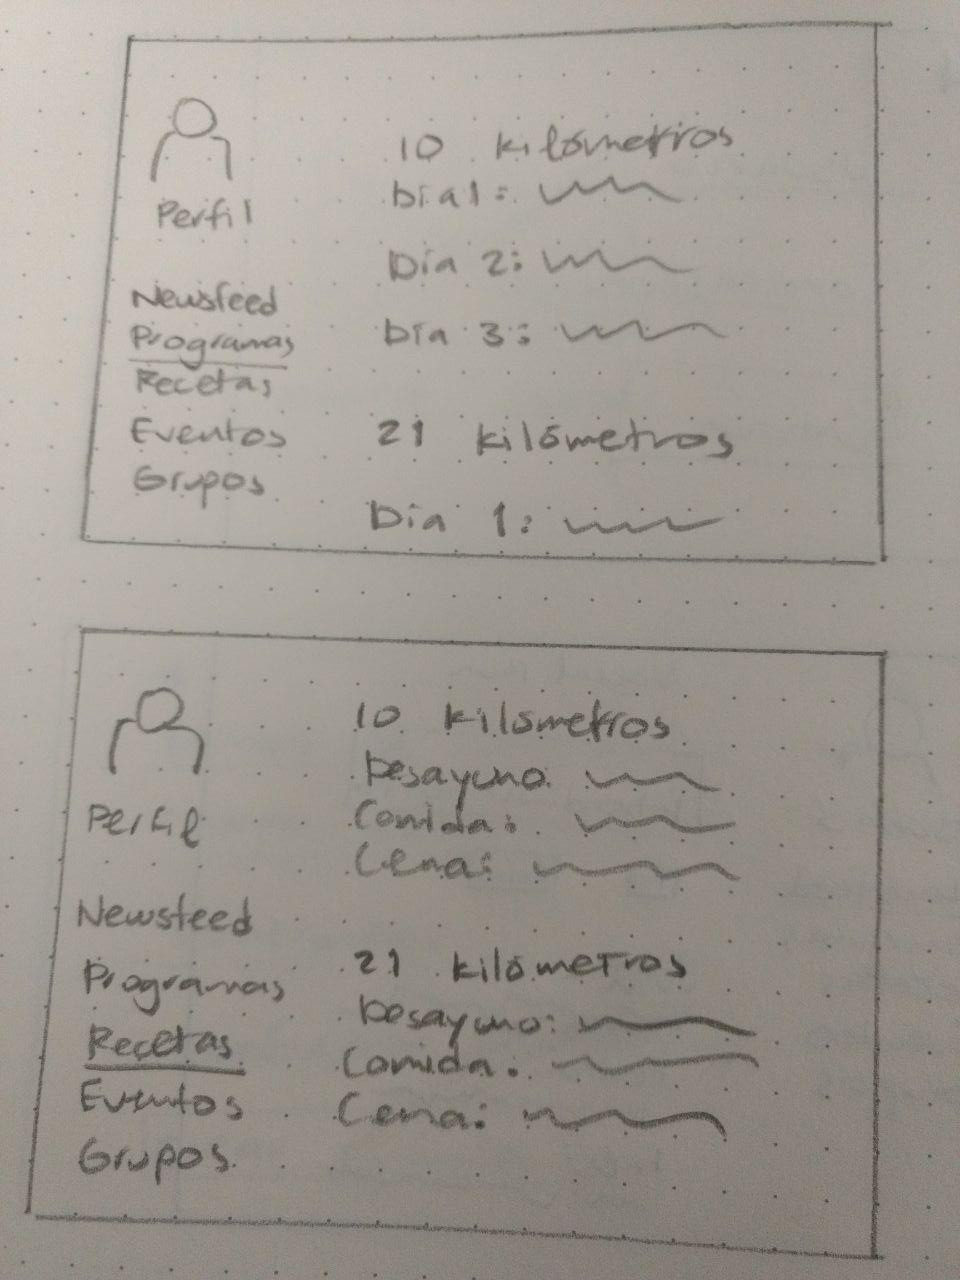 Perfil
Newsfeed
Programas
Recetas
Eventos
Grupos
10 kilómetros
Día 1:
Día 2:
Día 3:
21 kilómetros
Día 1:
Perfil
Newsfeed
Programas
Recetas
Eventos
Grupos
10 kilómetros
Desayuno
Comida:
Cena:
21 kilómetros
Desayuno:
Comida:
Cena: